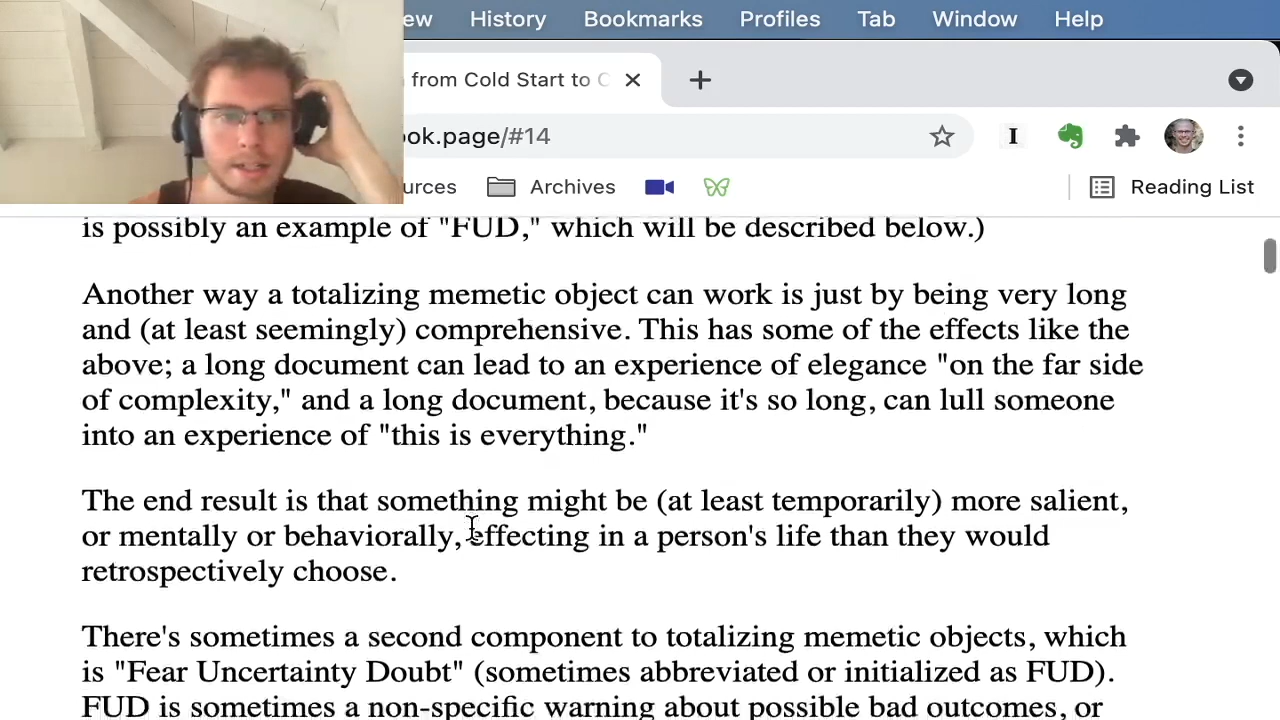 ew History Bookmarks Profiles Tab Window Help
from Cold Start to C
ook.page/#14
I
urces Archives Reading List
is possibly an example of "FUD," which will be described below.)
Another way a totalizing memetic object can work is just by being very long
and (at least seemingly) comprehensive. This has some of the effects like the
above; a long document can lead to an experience of elegance "on the far side
of complexity," and a long document, because it's so long, can lull someone
into an experience of "this is everything."
The end result is that something might be (at least temporarily) more salient,
or mentally or behaviorally, effecting in a person's life than they would
retrospectively choose.
There's sometimes a second component to totalizing memetic objects, which
is "Fear Uncertainty Doubt" (sometimes abbreviated or initialized as FUD).
FUD is sometimes a non-specific warning about possible bad outcomes, or